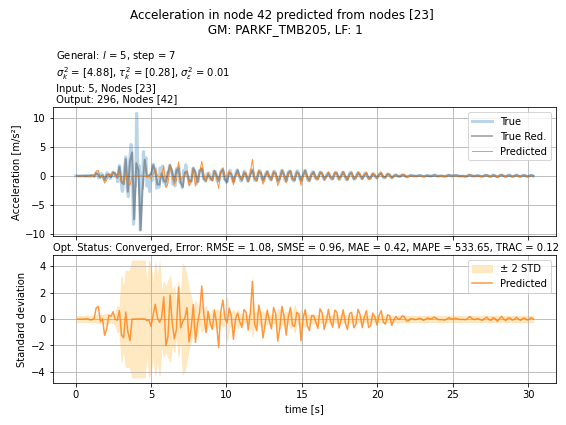 Acceleration in node 42 predicted from nodes [23]
GM: PARKF_TMB205, LF: 1
General: l = 5, step = 7
σ²ₖ = [4.88], τ²ₖ = [0.28], σ²ε = 0.01
Input: 5, Nodes [23]
Output: 296, Nodes [42]
Acceleration [m/s²]
10
5
0
−5
−10
True
True Red.
Predicted
Opt. Status: Converged, Error: RMSE = 1.08, SMSE = 0.96, MAE = 0.42, MAPE = 533.65, TRAC = 0.12
Standard deviation
4
2
0
−2
−4
± 2 STD
Predicted
0 5 10 15 20 25 30
time [s]